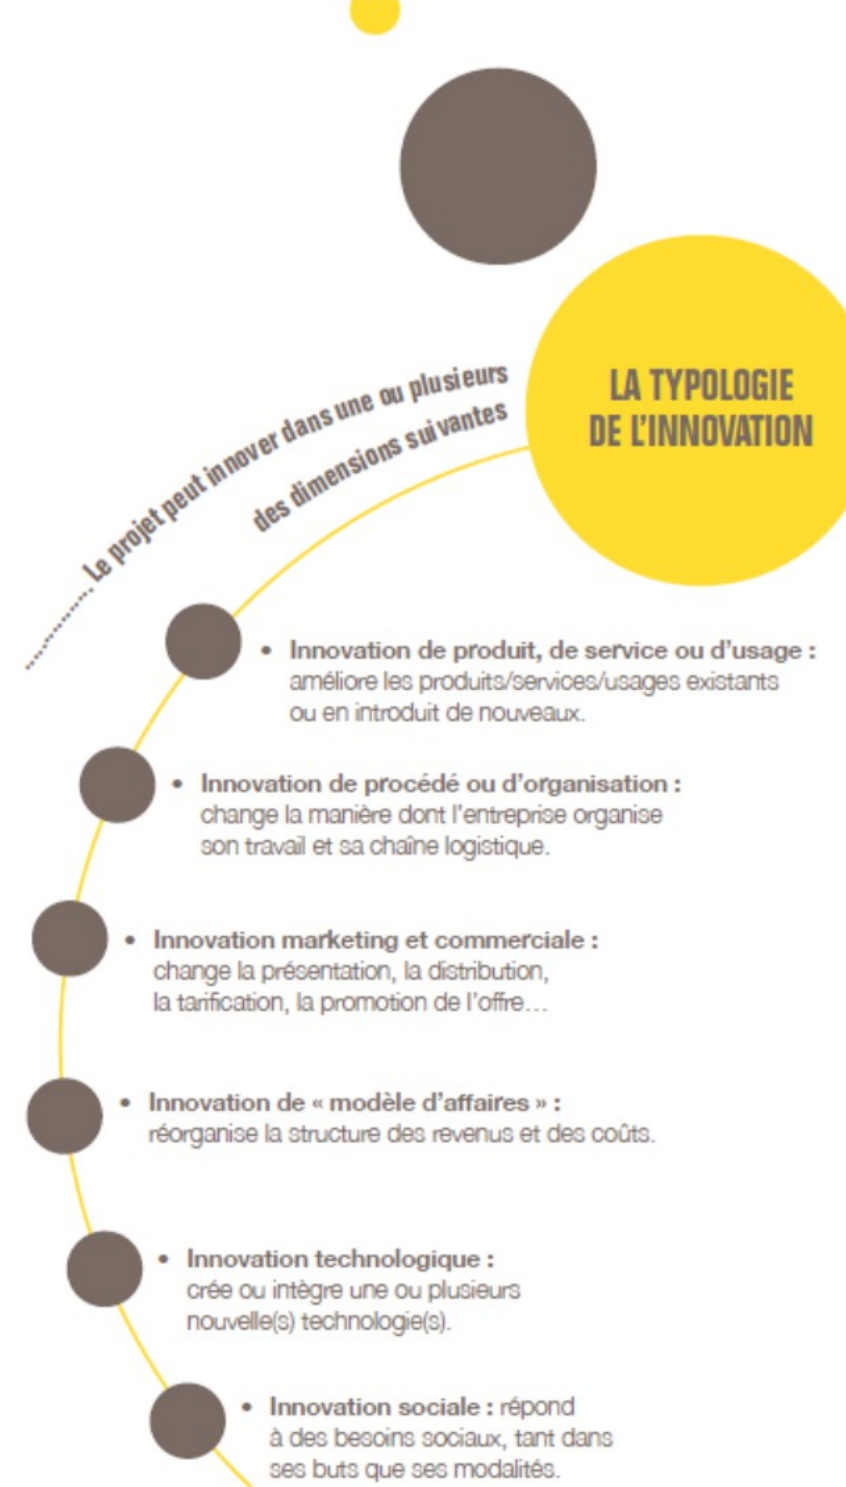 LA TYPOLOGIE
DE L'INNOVATION
Le projet peut innover dans une ou plusieurs
des dimensions suivantes
• Innovation de produit, de service ou d'usage :
améliore les produits/services/usages existants
ou en introduit de nouveaux.
• Innovation de procédé ou d'organisation :
change la manière dont l'entreprise organise
son travail et sa chaîne logistique.
• Innovation marketing et commerciale :
change la présentation, la distribution,
la tarification, la promotion de l'offre...
• Innovation de « modèle d'affaires » :
réorganise la structure des revenus et des coûts.
• Innovation technologique :
crée ou intègre une ou plusieurs
nouvelle(s) technologie(s).
• Innovation sociale : répond
à des besoins sociaux, tant dans
ses buts que ses modalités.